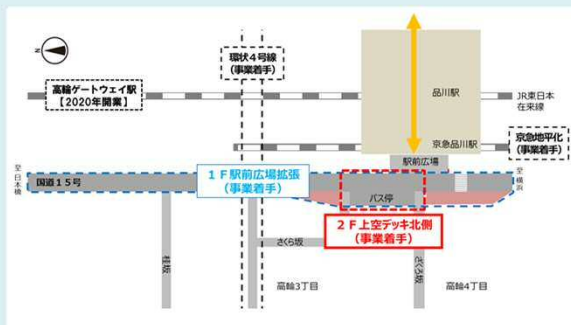 N
環状4号線
(事業着手)
高輪ゲートウェイ駅
【2020年開業】
品川駅
JR東日本
在来線
京急地平化
(事業着手)
京急品川駅
駅前広場
至 日本橋
国道15号
1F駅前広場拡張
(事業着手)
至 横浜
バス停
2F上空デッキ北側
(事業着手)
さくら坂
桂坂
ざくろ坂
高輪3丁目
高輪4丁目